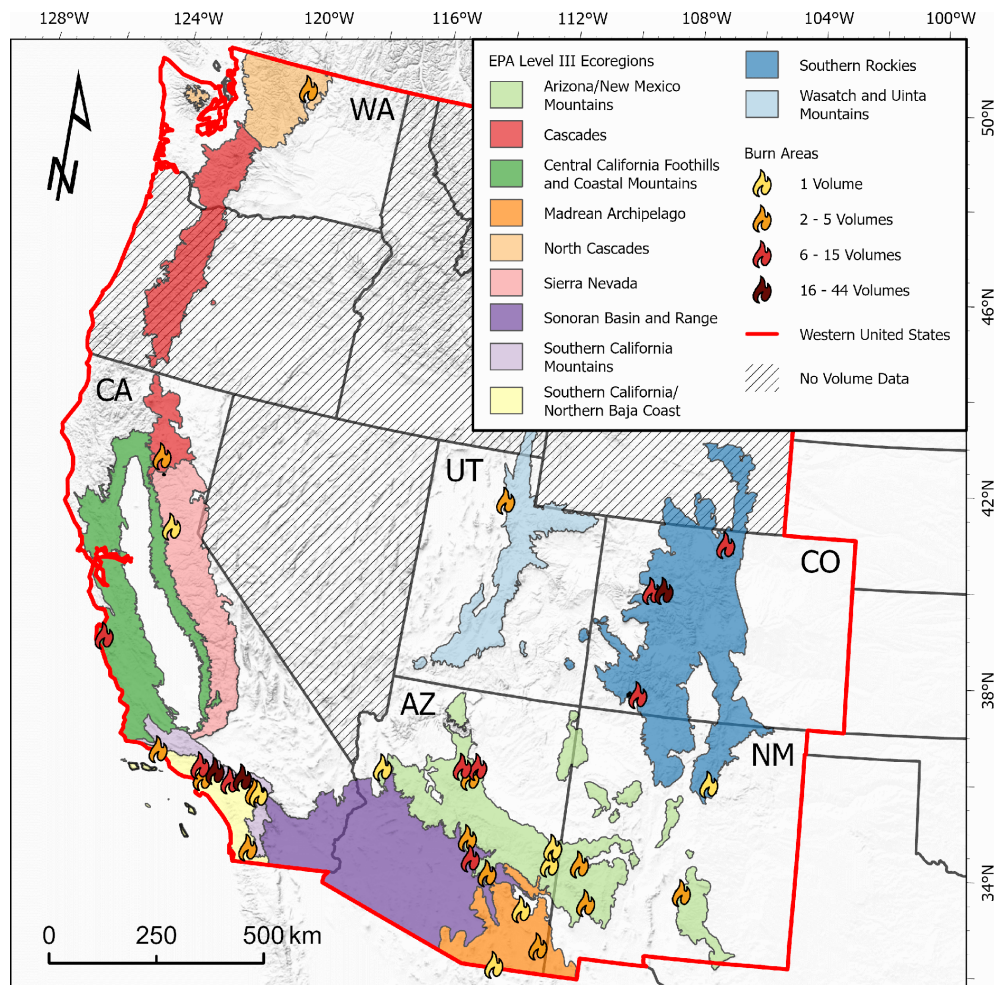 128°W 124°W 120°W 116°W 112°W 108°W 104°W 100°W
EPA Level III Ecoregions
Arizona/New Mexico
Mountains
Cascades
Central California Foothills
and Coastal Mountains
Madrean Archipelago
North Cascades
Sierra Nevada
Sonoran Basin and Range
Southern California
Mountains
Southern California/
Northern Baja Coast
Southern Rockies
Wasatch and Uinta
Mountains
Burn Areas
1 Volume
2 - 5 Volumes
6 - 15 Volumes
16 - 44 Volumes
Western United States
No Volume Data
50°N
46°N
42°N
38°N
34°N
N
WA
CA
UT
CO
AZ
NM
0 250 500 km